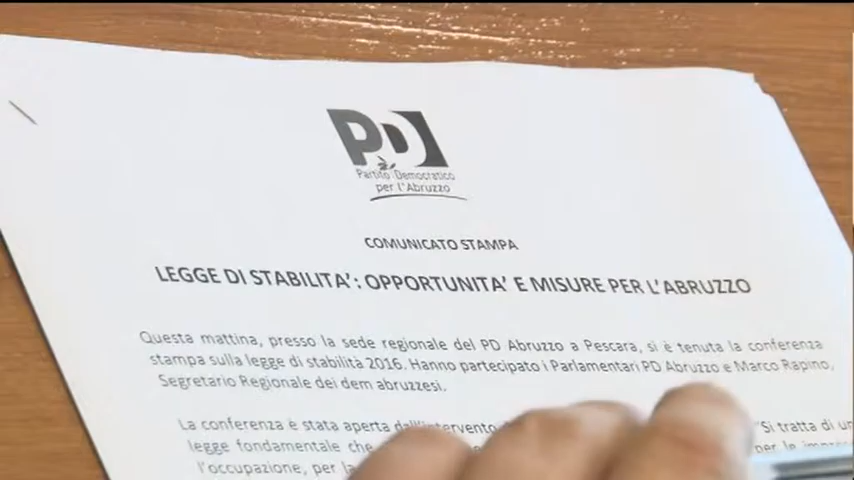 PD
Partito Democratico
per l'Abruzzo
COMUNICATO STAMPA
LEGGE DI STABILITA': OPPORTUNITA' E MISURE PER L'ABRUZZO
Questa mattina, presso la sede regionale del PD Abruzzo a Pescara, si è tenuta la conferenza
stampa sulla legge di stabilità 2016. Hanno partecipato i Parlamentari PD Abruzzo e Marco Rapino,
Segretario Regionale dei dem abruzzesi.
La conferenza è stata aperta dall'intervento "Si tratta di un
legge fondamentale che per le
l'occupazione, per la